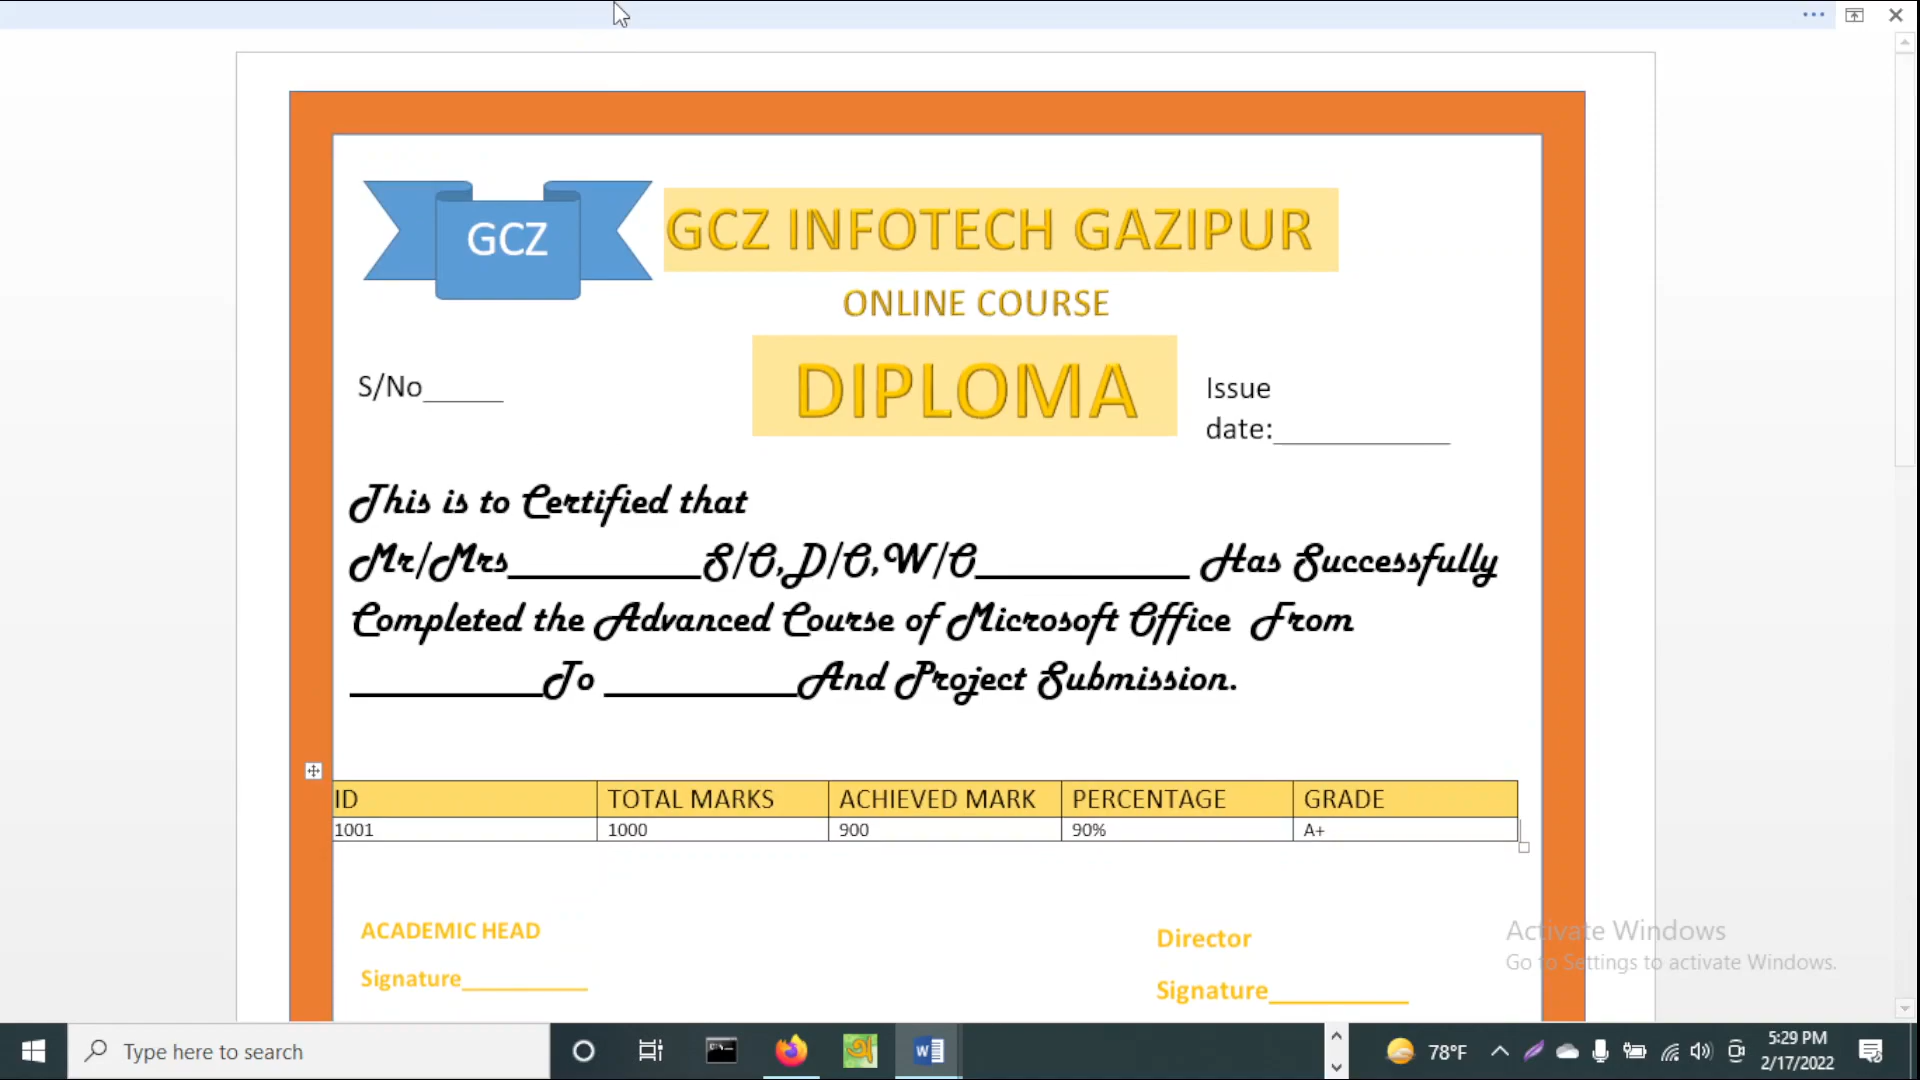 GCZ
GCZ INFOTECH GAZIPUR
ONLINE COURSE
DIPLOMA
S/No_____
Issue
date:___________
This is to Certified that
Mr/Mrs_________S/O,D/O,W/O__________ Has Successfully
Completed the Advanced Course of Microsoft Office From
_________To _________And Project Submission.
ID TOTAL MARKS ACHIEVED MARK PERCENTAGE GRADE
1001 1000 900 90% A+
ACADEMIC HEAD
Signature_________
Director
Signature__________
Activate Windows
Go to Settings to activate Windows.
Type here to search
78°F
5:29 PM
2/17/2022